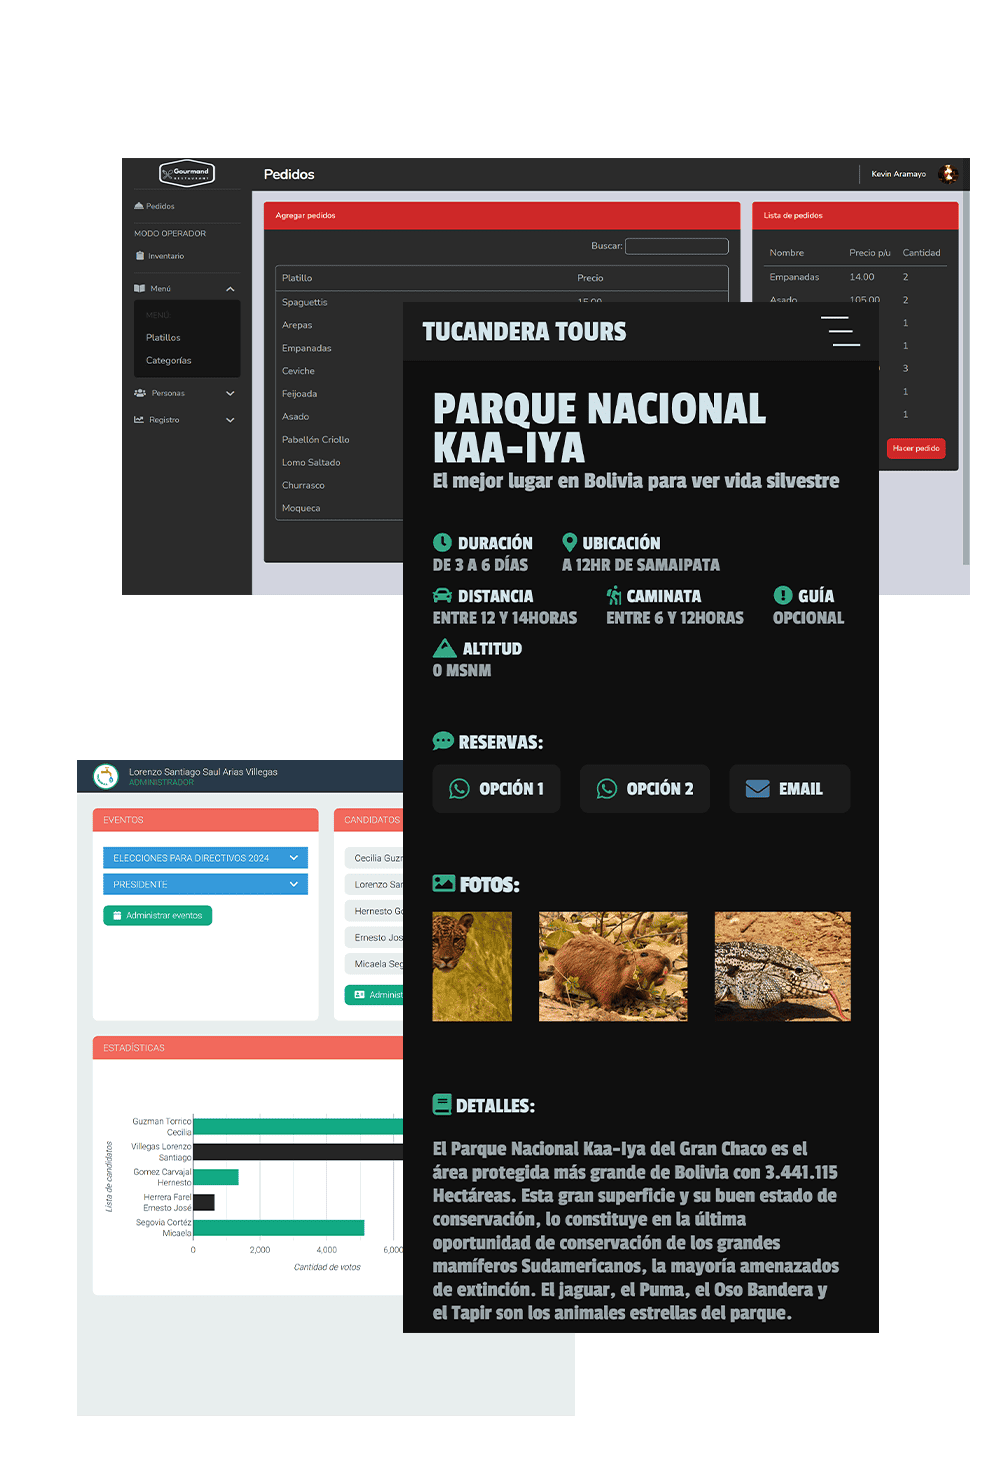 Gourmand
RESTAURANT
Pedidos
Kevin Aramayo
Pedidos
MODO OPERADOR
Inventario
Menú
MENÚ
Platillos
Categorías
Personas
Registro
Agregar pedidos
Buscar:
Platillo Precio
Spaguettis 15.00
Arepas
Empanadas
Ceviche
Feijoada
Asado
Pabellón Criollo
Lomo Saltado
Churrasco
Moqueca
Lista de pedidos
Nombre Precio p/u Cantidad
Empanadas 14.00 2
Asado 105.00 2
1
1
3
1
1
Hacer pedido
TUCANDERA TOURS
PARQUE NACIONAL
KAA-IYA
El mejor lugar en Bolivia para ver vida silvestre
DURACIÓN
DE 3 A 6 DÍAS
UBICACIÓN
A 12HR DE SAMAIPATA
DISTANCIA
ENTRE 12 Y 14HORAS
CAMINATA
ENTRE 6 Y 12HORAS
GUÍA
OPCIONAL
ALTITUD
0 MSNM
RESERVAS:
OPCIÓN 1
OPCIÓN 2
EMAIL
FOTOS:
DETALLES:
El Parque Nacional Kaa-Iya del Gran Chaco es el
área protegida más grande de Bolivia con 3.441.115
Hectáreas. Esta gran superficie y su buen estado de
conservación, lo constituye en la última
oportunidad de conservación de los grandes
mamíferos Sudamericanos, la mayoría amenazados
de extinción. El jaguar, el Puma, el Oso Bandera y
el Tapir son los animales estrellas del parque.
Lorenzo Santiago Saul Arias Villegas
ADMINISTRADOR
EVENTOS
ELECCIONES PARA DIRECTIVOS 2024
PRESIDENTE
Administrar eventos
CANDIDATOS
Cecilia Guzm
Lorenzo Sar
Hernesto Go
Ernesto Jos
Micaela Seg
Administ
ESTADÍSTICAS
Lista de candidatos
Guzman Torrico
Cecilia
Villegas Lorenzo
Santiago
Gomez Carvajal
Hernesto
Herrera Farel
Ernesto José
Segovia Cortéz
Micaela
0 2,000 4,000 6,000
Cantidad de votos